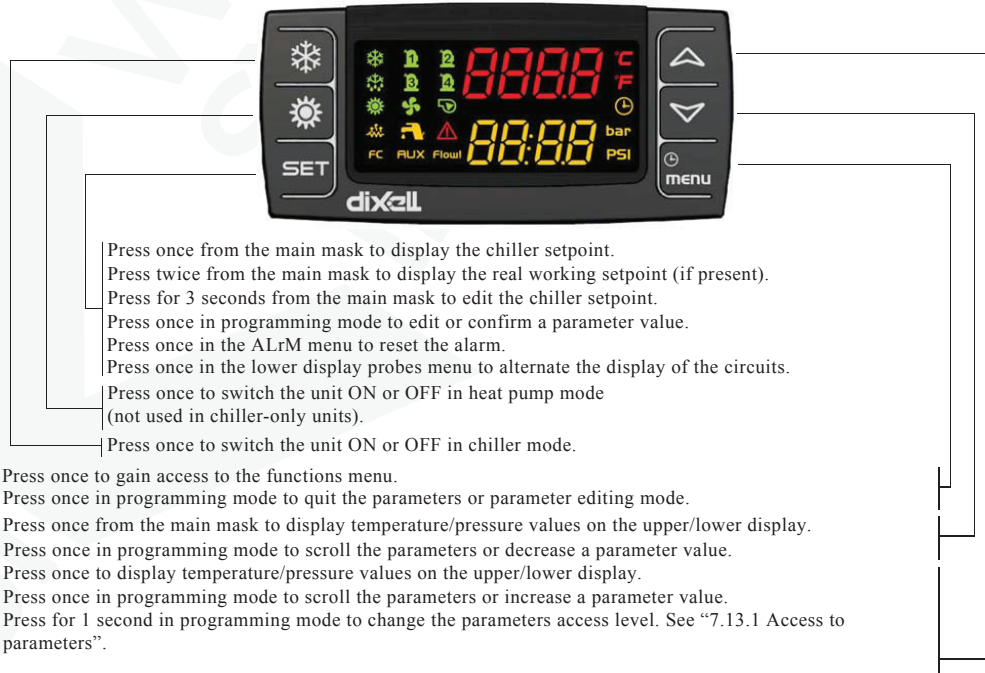 1 2 88:8.8 °C
3 4 °F
88:8.8 bar
FC AUX Flow! PSI
SET
menu
dixell
Press once from the main mask to display the chiller setpoint.
Press twice from the main mask to display the real working setpoint (if present).
Press for 3 seconds from the main mask to edit the chiller setpoint.
Press once in programming mode to edit or confirm a parameter value.
Press once in the ALrM menu to reset the alarm.
Press once in the lower display probes menu to alternate the display of the circuits.
Press once to switch the unit ON or OFF in heat pump mode
(not used in chiller-only units).
Press once to switch the unit ON or OFF in chiller mode.
Press once to gain access to the functions menu.
Press once in programming mode to quit the parameters or parameter editing mode.
Press once from the main mask to display temperature/pressure values on the upper/lower display.
Press once in programming mode to scroll the parameters or decrease a parameter value.
Press once to display temperature/pressure values on the upper/lower display.
Press once in programming mode to scroll the parameters or increase a parameter value.
Press for 1 second in programming mode to change the parameters access level. See “7.13.1 Access to
parameters”.